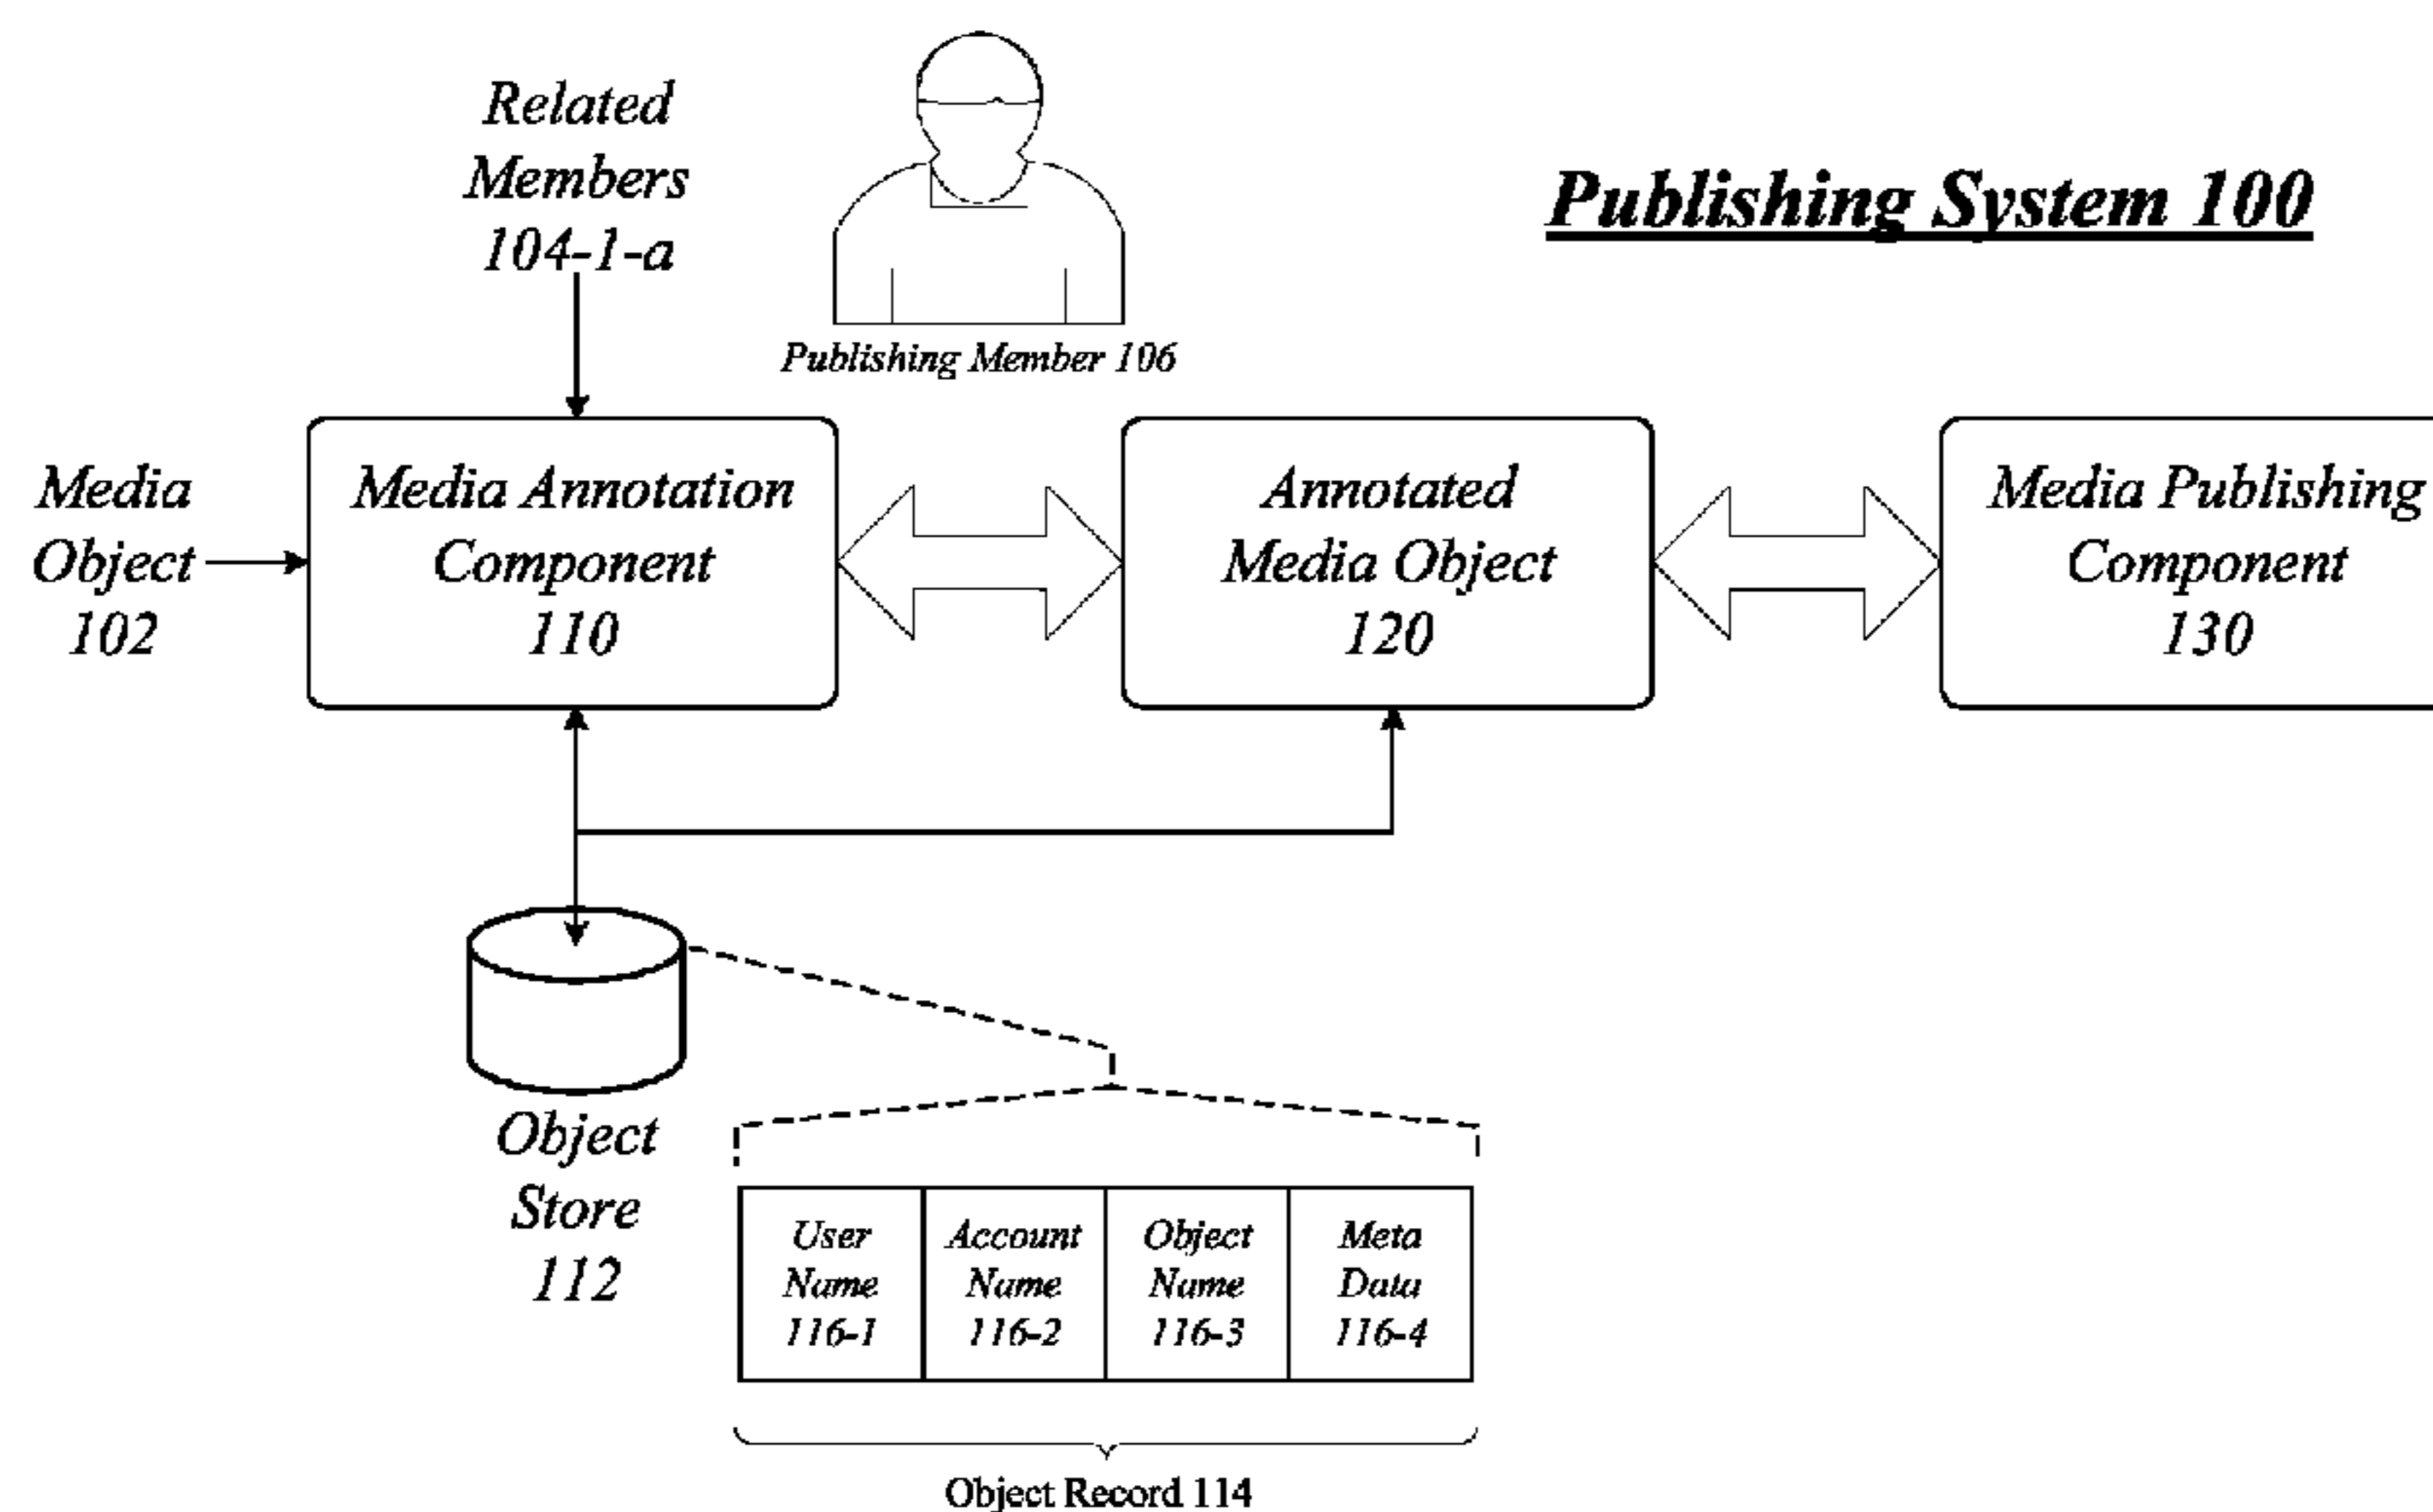 Related
Members
104-1-a
Publishing Member 106
Publishing System 100
Media
Object
102
Media Annotation
Component
110
Annotated
Media Object
120
Media Publishing
Component
130
Object
Store
112
User
Name
116-1
Account
Name
116-2
Object
Name
116-3
Meta
Data
116-4
Object Record 114